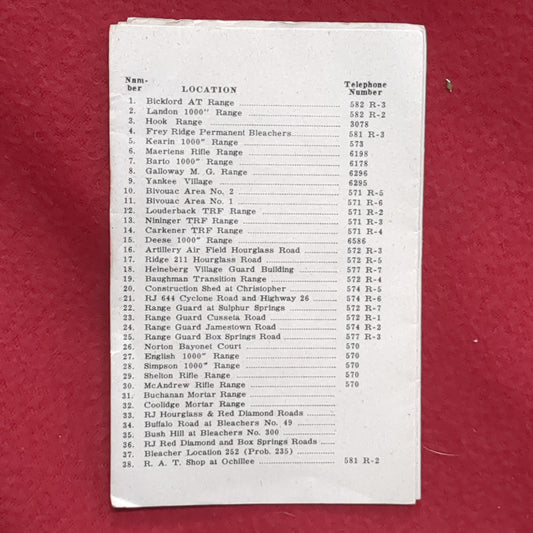 Num-
ber LOCATION Telephone
Number
1. Bickford AT Range 582 R-3
2. Landon 1000" Range 582 R-2
3. Hook Range 3078
4. Frey Ridge Permanent Bleachers 581 R-3
5. Kearin 1000" Range 573
6. Maertens Rifle Range 6198
7. Barto 1000" Range 6178
8. Galloway M. G. Range 6296
9. Yankee Village 6295
10. Bivouac Area No. 2 571 R-5
11. Bivouac Area No. 1 571 R-6
12. Louderback TRF Range 571 R-2
13. Nininger TRF Range 571 R-3
14. Carkener TRF Range 571 R-4
15. Deese 1000" Range 6586
16. Artillery Air Field Hourglass Road 572 R-3
17. Ridge 211 Hourglass Road 572 R-5
18. Heineberg Village Guard Building 577 R-7
19. Baughman Transition Range 572 R-4
20. Construction Shed at Christopher 574 R-5
21. RJ 644 Cyclone Road and Highway 26 574 R-6
22. Range Guard at Sulphur Springs 572 R-7
23. Range Guard Cusseta Road 572 R-1
24. Range Guard Jamestown Road 574 R-2
25. Range Guard Box Springs Road 577 R-3
26. Norton Bayonet Court 570
27. English 1000" Range 570
28. Simpson 1000" Range 570
29. Shelton Rifle Range 570
30. McAndrew Rifle Range 570
31. Buchanan Mortar Range
32. Coolidge Mortar Range
33. RJ Hourglass & Red Diamond Roads
34. Buffalo Road at Bleachers No. 49
35. Bush Hill at Bleachers No. 300
36. RJ Red Diamond and Box Springs Roads
37. Bleacher Location 252 (Prob. 235)
38. R. A. T. Shop at Ochillee 581 R-2